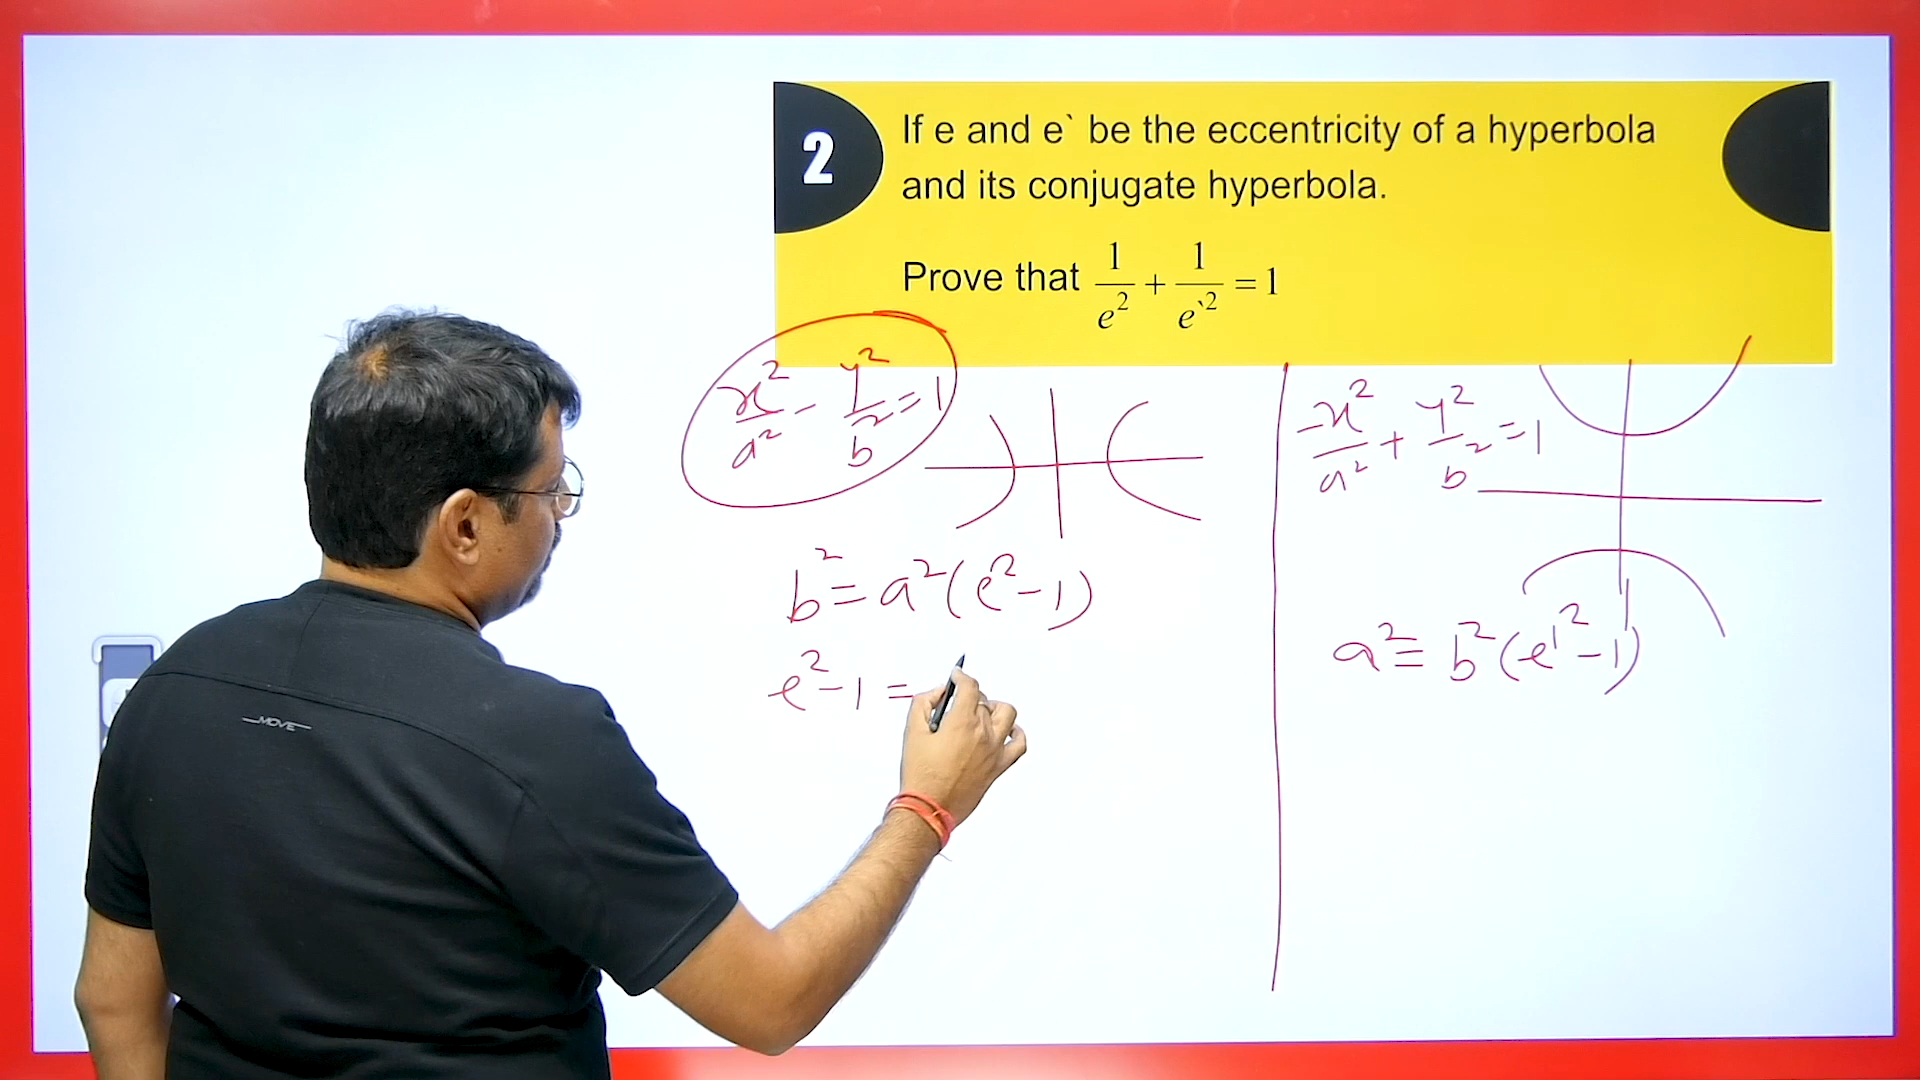 2
If e and e` be the eccentricity of a hyperbola
and its conjugate hyperbola.
Prove that 1/e² + 1/e`² = 1
x²/a² - y²/b² = 1
b² = a²(e² - 1)
e² - 1 =
-x²/a² + y²/b² = 1
a² = b²(e'² - 1)
MOVE